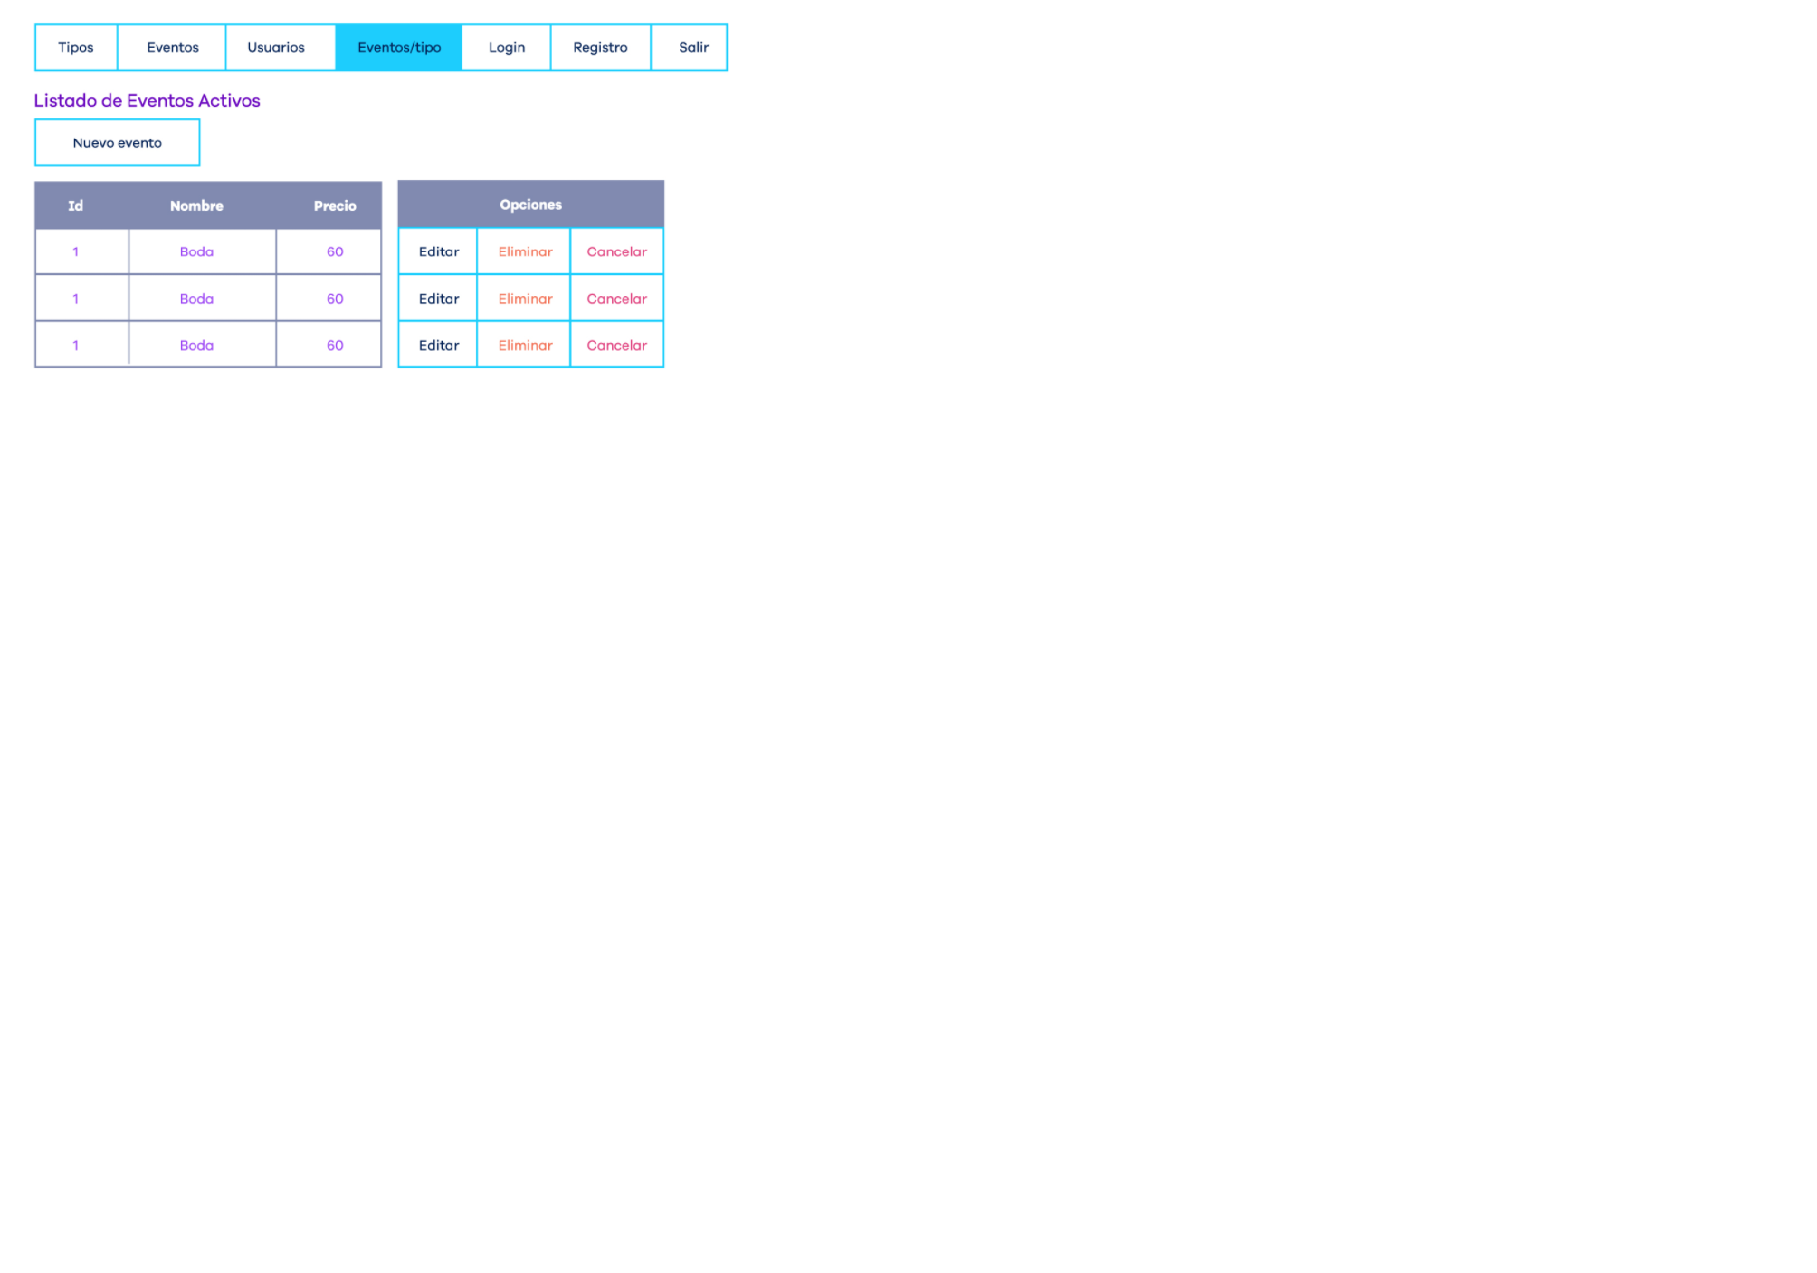 Tipos Eventos Usuarios Eventos/tipo Login Registro Salir
Listado de Eventos Activos
Nuevo evento
Id Nombre Precio Opciones
1 Boda 60 Editar Eliminar Cancelar
1 Boda 60 Editar Eliminar Cancelar
1 Boda 60 Editar Eliminar Cancelar